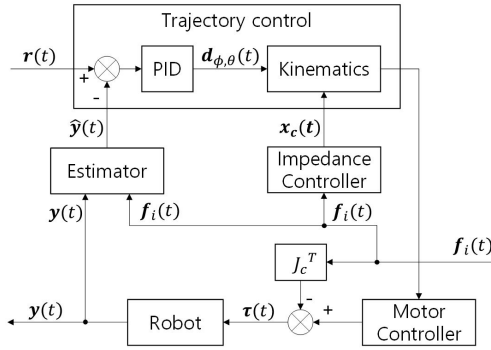 Trajectory control
r(t)
+
-
PID
d_{ϕ,θ}(t)
Kinematics
ŷ(t)
x_c(t)
Estimator
Impedance
Controller
y(t)
f_i(t)
f_i(t)
f_i(t)
J_c^T
-
+
y(t)
Robot
τ(t)
Motor
Controller